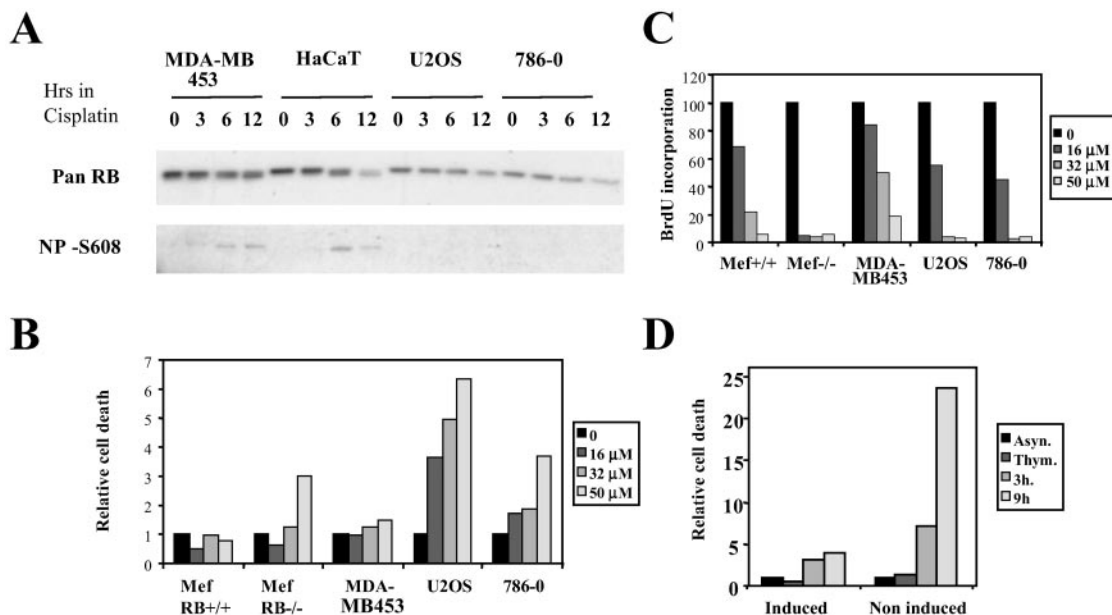 A
MDA-MB
453
HaCaT
U2OS
786-0
Hrs in
Cisplatin
0 3 6 12 0 3 6 12 0 3 6 12 0 3 6 12
Pan RB
NP -S608
B
Relative cell death
7
6
5
4
3
2
1
0
Mef
RB+/+
Mef
RB-/-
MDA-
MB453
U2OS
786-0
0
16 µM
32 µM
50 µM
C
BrdU incorporation
120
100
80
60
40
20
0
Mef+/+
Mef-/-
MDA-
MB453
U2OS
786-0
0
16 µM
32 µM
50 µM
D
Relative cell death
25
20
15
10
5
0
Induced
Non induced
Asyn.
Thym.
3h.
9h